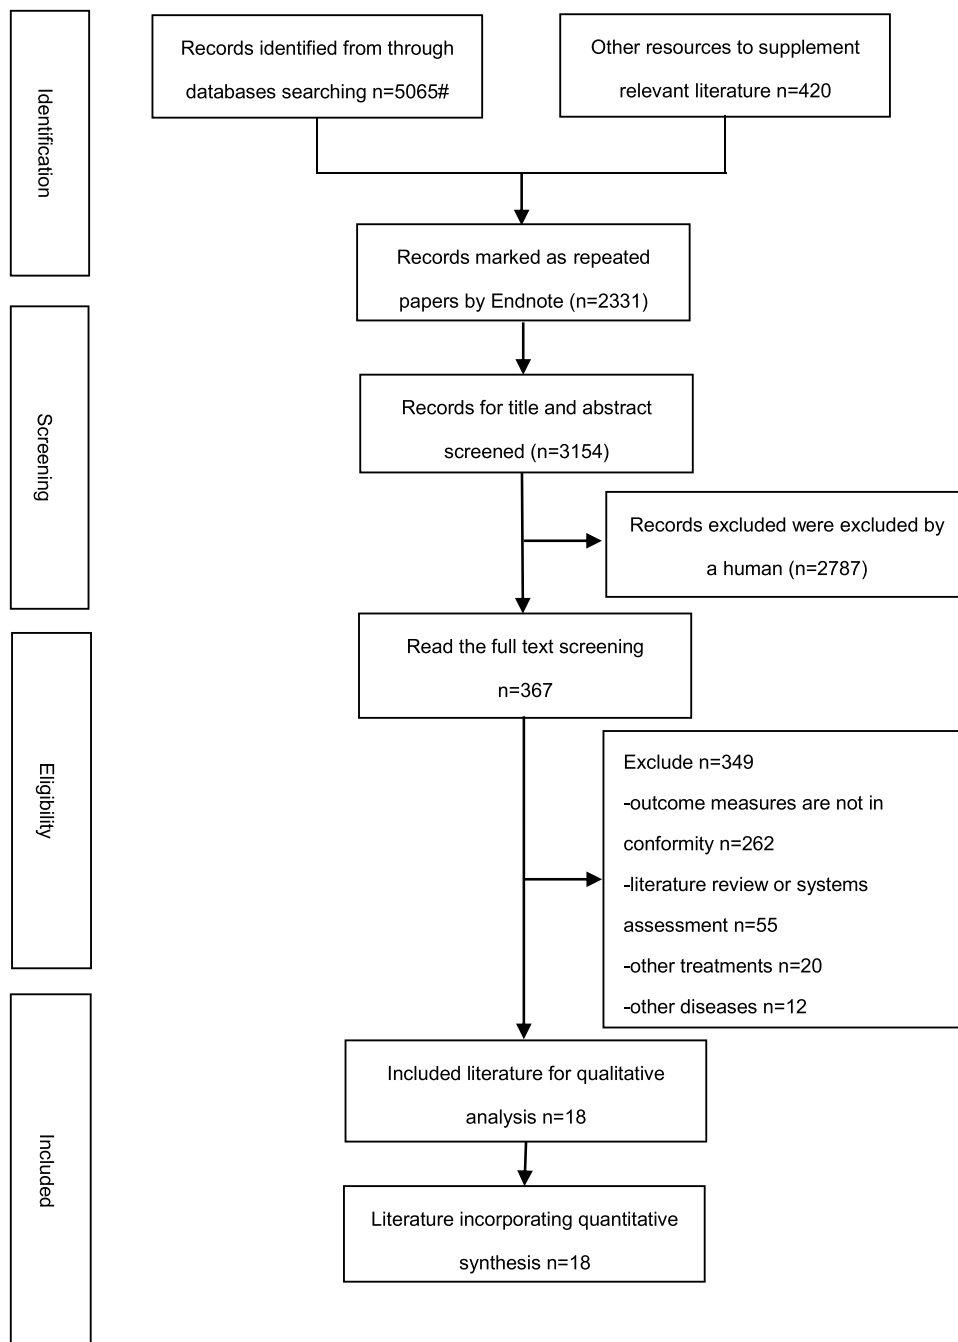 Identification
Records identified from through
databases searching n=5065#
Other resources to supplement
relevant literature n=420
Records marked as repeated
papers by Endnote (n=2331)
Screening
Records for title and abstract
screened (n=3154)
Records excluded were excluded by
a human (n=2787)
Eligibility
Read the full text screening
n=367
Exclude n=349
-outcome measures are not in
conformity n=262
-literature review or systems
assessment n=55
-other treatments n=20
-other diseases n=12
Included
Included literature for qualitative
analysis n=18
Literature incorporating quantitative
synthesis n=18